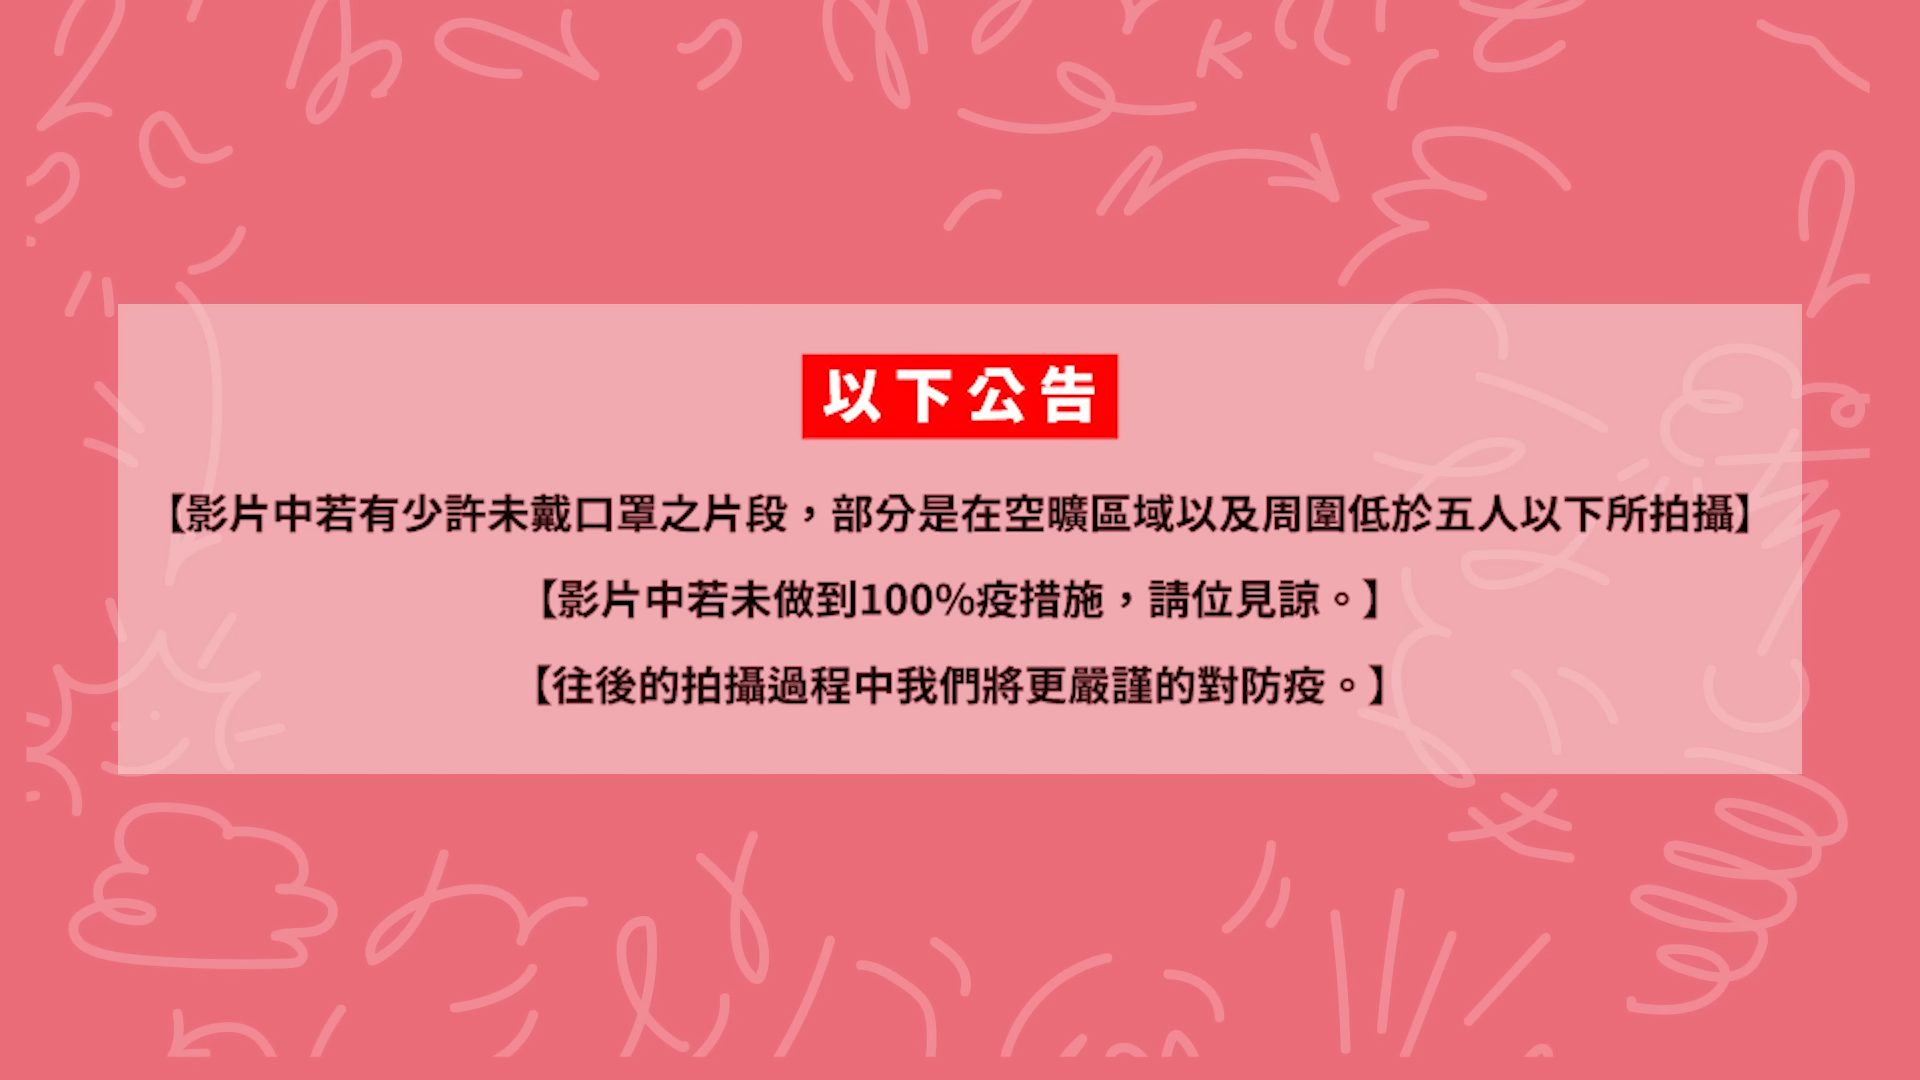 以下公告
【影片中若有少許未戴口罩之片段，部分是在空曠區域以及周圍低於五人以下所拍攝】
【影片中若未做到100%疫措施，請位見諒。】
【往後的拍攝過程中我們將更嚴謹的對防疫。】